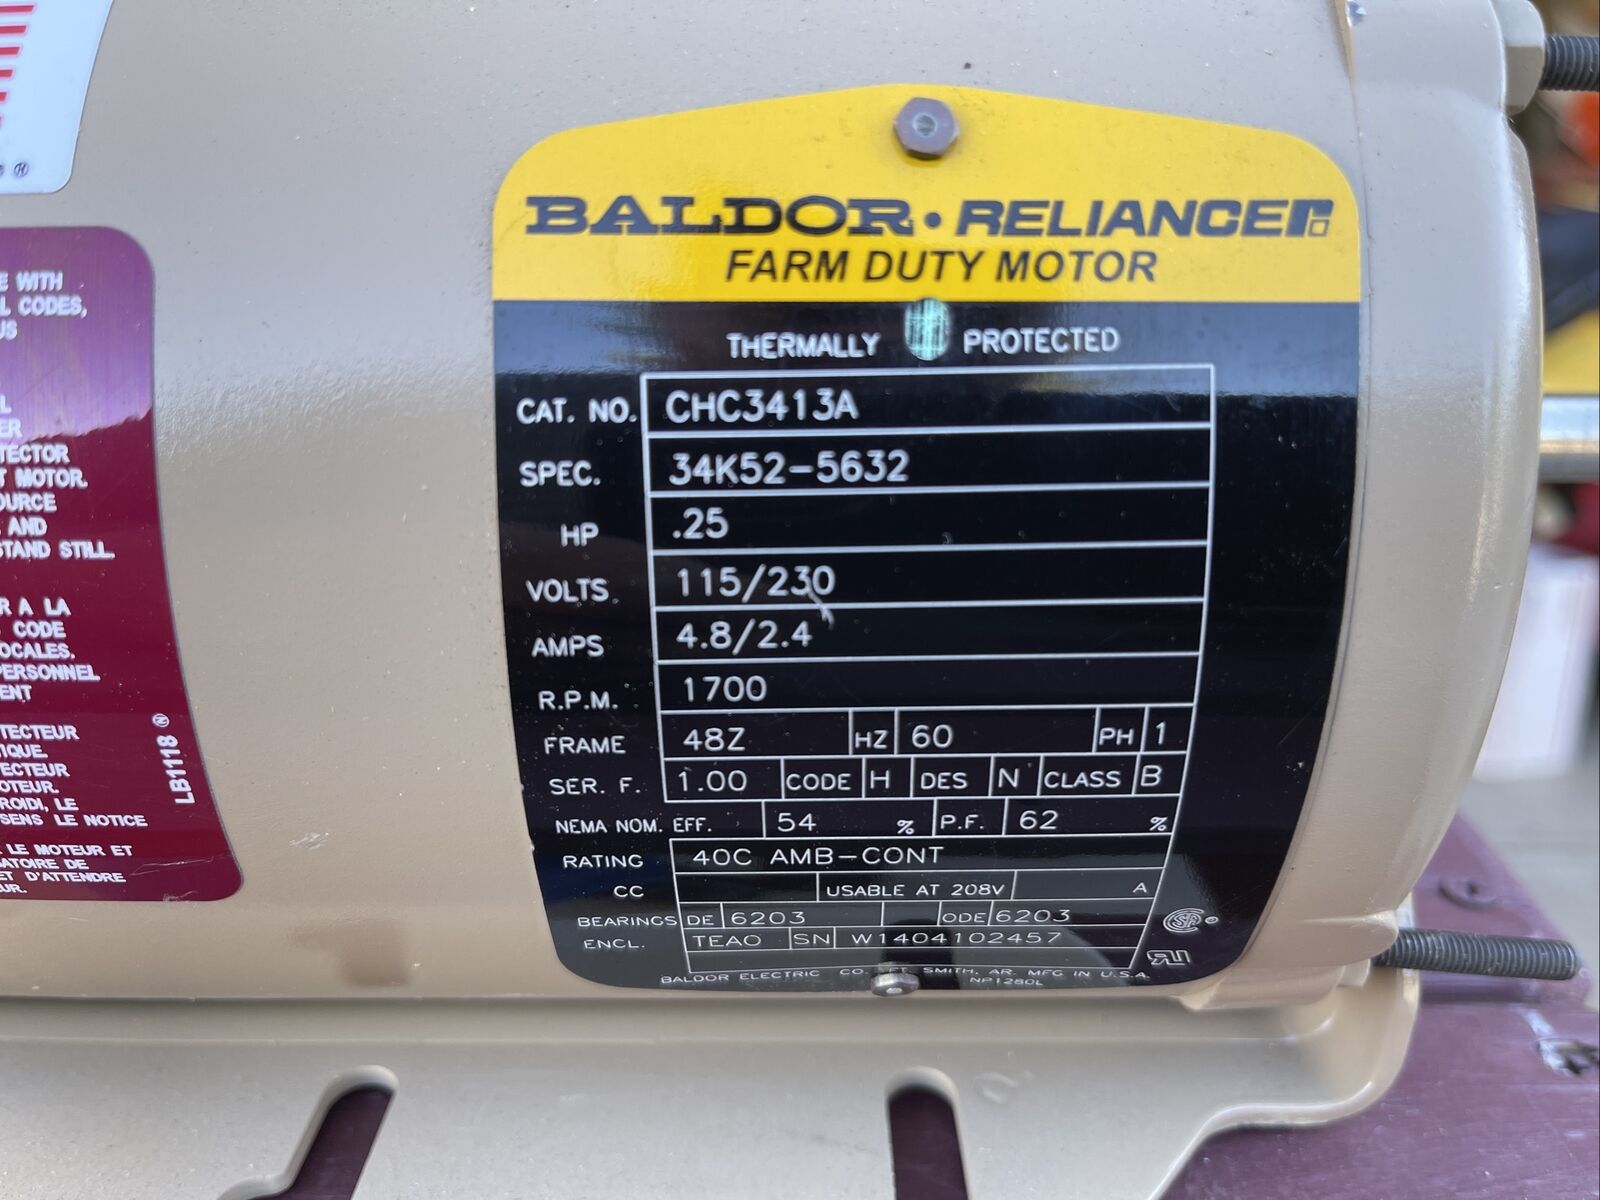 E WITH
L CODES,
US
L
ER
TECTOR
T MOTOR.
OURCE
AND
STAND STILL.
R A LA
CODE
OCALES.
PERSONNEL
ENT
TECTEUR
TIQUE.
TECTEUR
OTEUR.
ROIDI, LE
SENS LE NOTICE
LE MOTEUR ET
ATOIRE DE
ET D'ATTENDRE
EUR.
LB1118
BALDOR • RELIANCER
FARM DUTY MOTOR
THERMALLY PROTECTED
CAT. NO. CHC3413A
SPEC. 34K52-5632
HP .25
VOLTS 115/230
AMPS 4.8/2.4
R.P.M. 1700
FRAME 48Z HZ 60 PH 1
SER. F. 1.00 CODE H DES N CLASS B
NEMA NOM. EFF. 54 % P.F. 62 %
RATING 40C AMB-CONT
CC USABLE AT 208V A
BEARINGS DE 6203 ODE 6203
ENCL. TEAO SN W1404102457
BALDOR ELECTRIC CO. FT. SMITH, AR. MFG IN U.S.A.
NP1280L